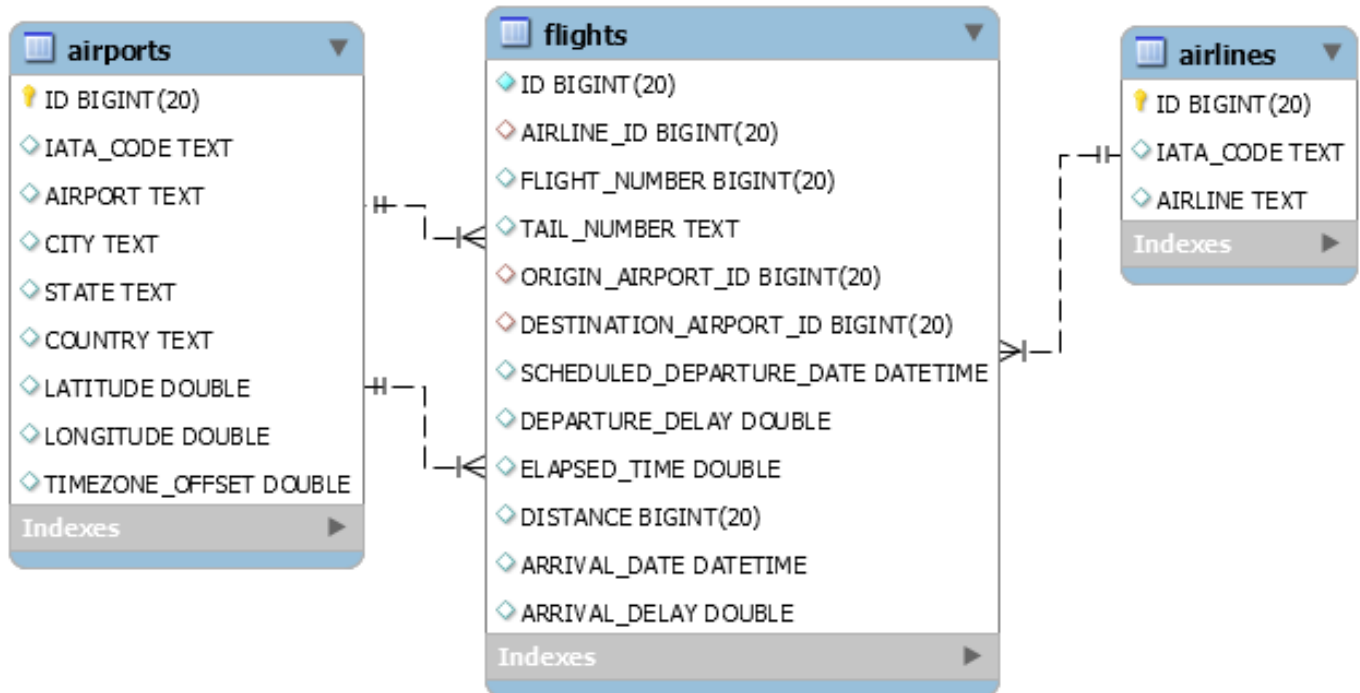 airports
ID BIGINT(20)
IATA_CODE TEXT
AIRPORT TEXT
CITY TEXT
STATE TEXT
COUNTRY TEXT
LATITUDE DOUBLE
LONGITUDE DOUBLE
TIMEZONE_OFFSET DOUBLE
Indexes
flights
ID BIGINT(20)
AIRLINE_ID BIGINT(20)
FLIGHT_NUMBER BIGINT(20)
TAIL_NUMBER TEXT
ORIGIN_AIRPORT_ID BIGINT(20)
DESTINATION_AIRPORT_ID BIGINT(20)
SCHEDULED_DEPARTURE_DATE DATETIME
DEPARTURE_DELAY DOUBLE
ELAPSED_TIME DOUBLE
DISTANCE BIGINT(20)
ARRIVAL_DATE DATETIME
ARRIVAL_DELAY DOUBLE
Indexes
airlines
ID BIGINT(20)
IATA_CODE TEXT
AIRLINE TEXT
Indexes